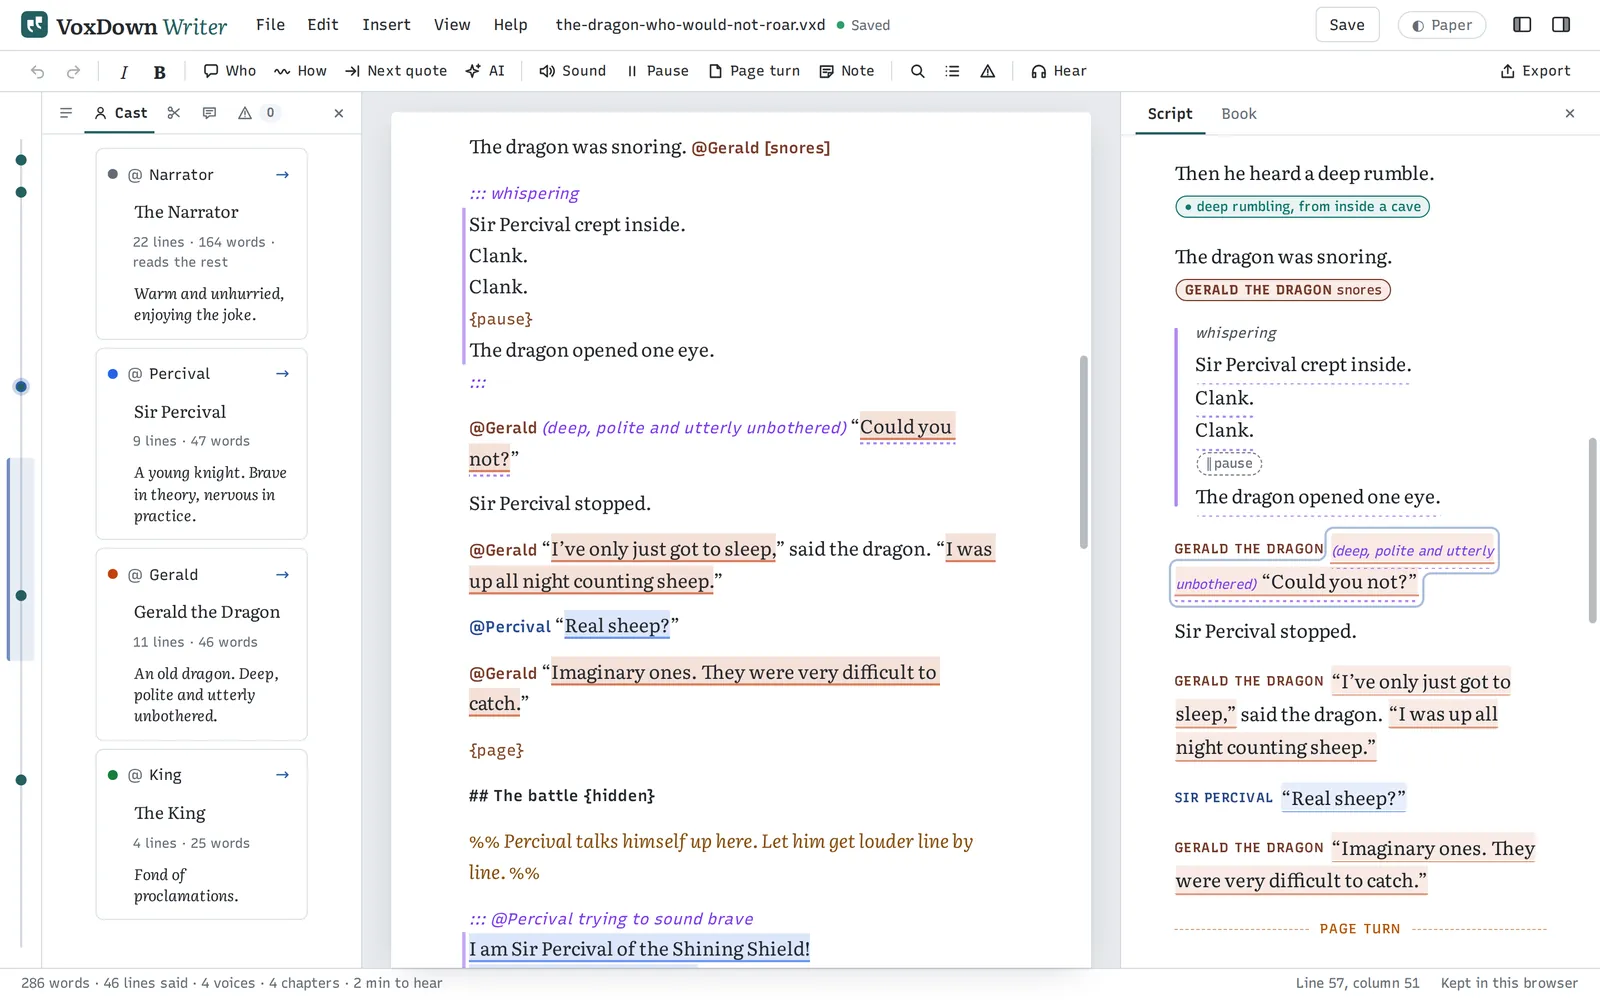 VoxDown Writer File Edit Insert View Help the-dragon-who-would-not-roar.vxd Saved Save Paper
I B Who How Next quote AI Sound Pause Page turn Note Hear Export
Cast 0
@ Narrator
The Narrator
22 lines · 164 words ·
reads the rest
Warm and unhurried,
enjoying the joke.
@ Percival
Sir Percival
9 lines · 47 words
A young knight. Brave
in theory, nervous in
practice.
@ Gerald
Gerald the Dragon
11 lines · 46 words
An old dragon. Deep,
polite and utterly
unbothered.
@ King
The King
4 lines · 25 words
Fond of
proclamations.
The dragon was snoring. @Gerald [snores]
::: whispering
Sir Percival crept inside.
Clank.
Clank.
{pause}
The dragon opened one eye.
:::
@Gerald (deep, polite and utterly unbothered) “Could you
not?”
Sir Percival stopped.
@Gerald “I’ve only just got to sleep,” said the dragon. “I was
up all night counting sheep.”
@Percival “Real sheep?”
@Gerald “Imaginary ones. They were very difficult to
catch.”
{page}
## The battle {hidden}
%% Percival talks himself up here. Let him get louder line by
line. %%
::: @Percival trying to sound brave
I am Sir Percival of the Shining Shield!
Script Book
Then he heard a deep rumble.
deep rumbling, from inside a cave
The dragon was snoring.
GERALD THE DRAGON snores
whispering
Sir Percival crept inside.
Clank.
Clank.
pause
The dragon opened one eye.
GERALD THE DRAGON (deep, polite and utterly
unbothered) “Could you not?”
Sir Percival stopped.
GERALD THE DRAGON “I’ve only just got to
sleep,” said the dragon. “I was up all
night counting sheep.”
SIR PERCIVAL “Real sheep?”
GERALD THE DRAGON “Imaginary ones. They
were very difficult to catch.”
PAGE TURN
286 words · 46 lines said · 4 voices · 4 chapters · 2 min to hear Line 57, column 51 Kept in this browser